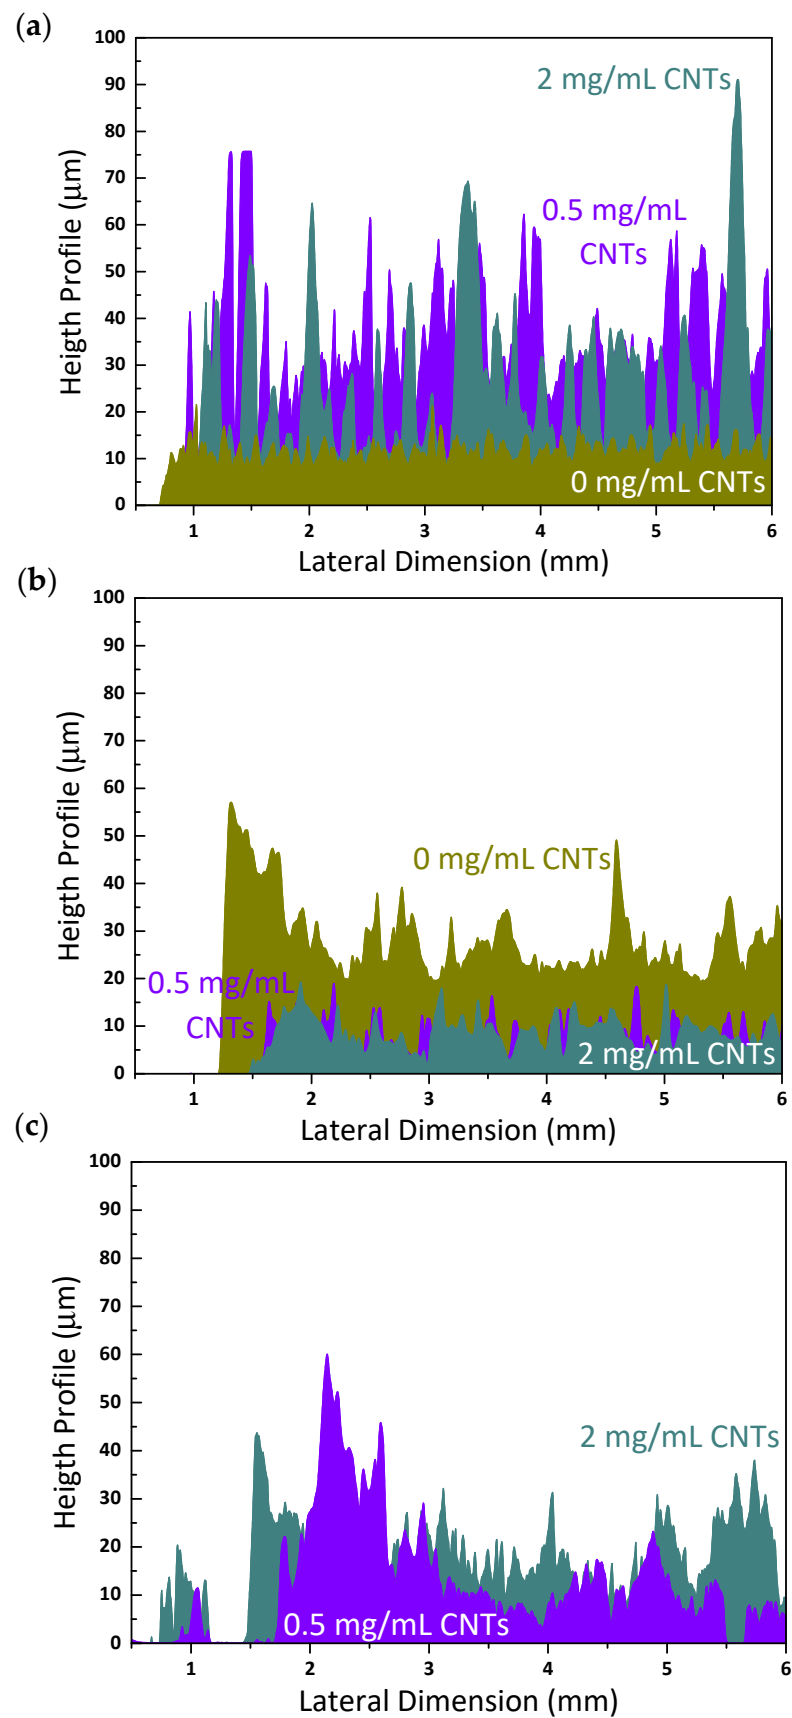 (a)
100
90
80
70
60
50
40
30
20
10
0
Heigth Profile (μm)
2 mg/mL CNTs
0.5 mg/mL
CNTs
0 mg/mL CNTs
1 2 3 4 5 6
Lateral Dimension (mm)
(b)
100
90
80
70
60
50
40
30
20
10
0
Heigth Profile (μm)
0 mg/mL CNTs
0.5 mg/mL
CNTs
2 mg/mL CNTs
1 2 3 4 5 6
Lateral Dimension (mm)
(c)
100
90
80
70
60
50
40
30
20
10
0
Heigth Profile (μm)
2 mg/mL CNTs
0.5 mg/mL CNTs
1 2 3 4 5 6
Lateral Dimension (mm)